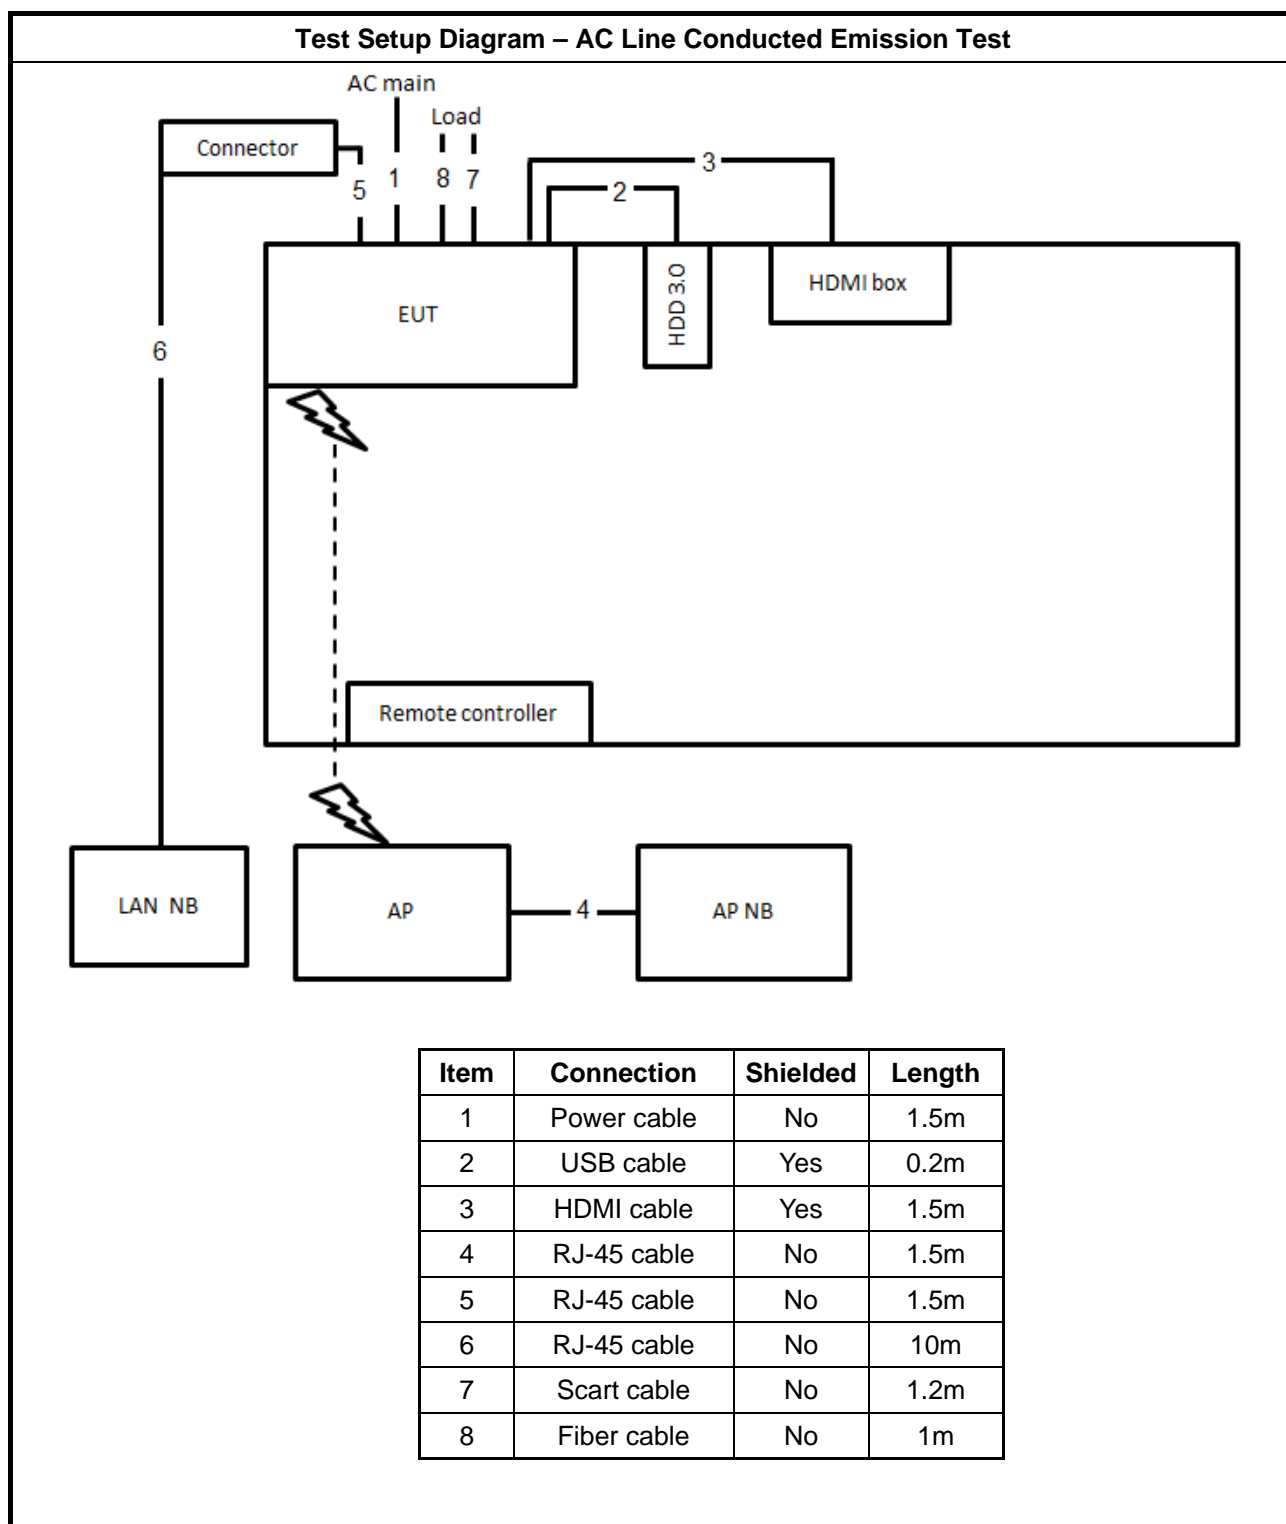 Test Setup Diagram – AC Line Conducted Emission Test
AC main
Load
Connector
5
1
8
7
3
2
EUT
HDD 3.0
HDMI box
6
Remote controller
LAN NB
AP
4
AP NB
Item Connection Shielded Length
1 Power cable No 1.5m
2 USB cable Yes 0.2m
3 HDMI cable Yes 1.5m
4 RJ-45 cable No 1.5m
5 RJ-45 cable No 1.5m
6 RJ-45 cable No 10m
7 Scart cable No 1.2m
8 Fiber cable No 1m